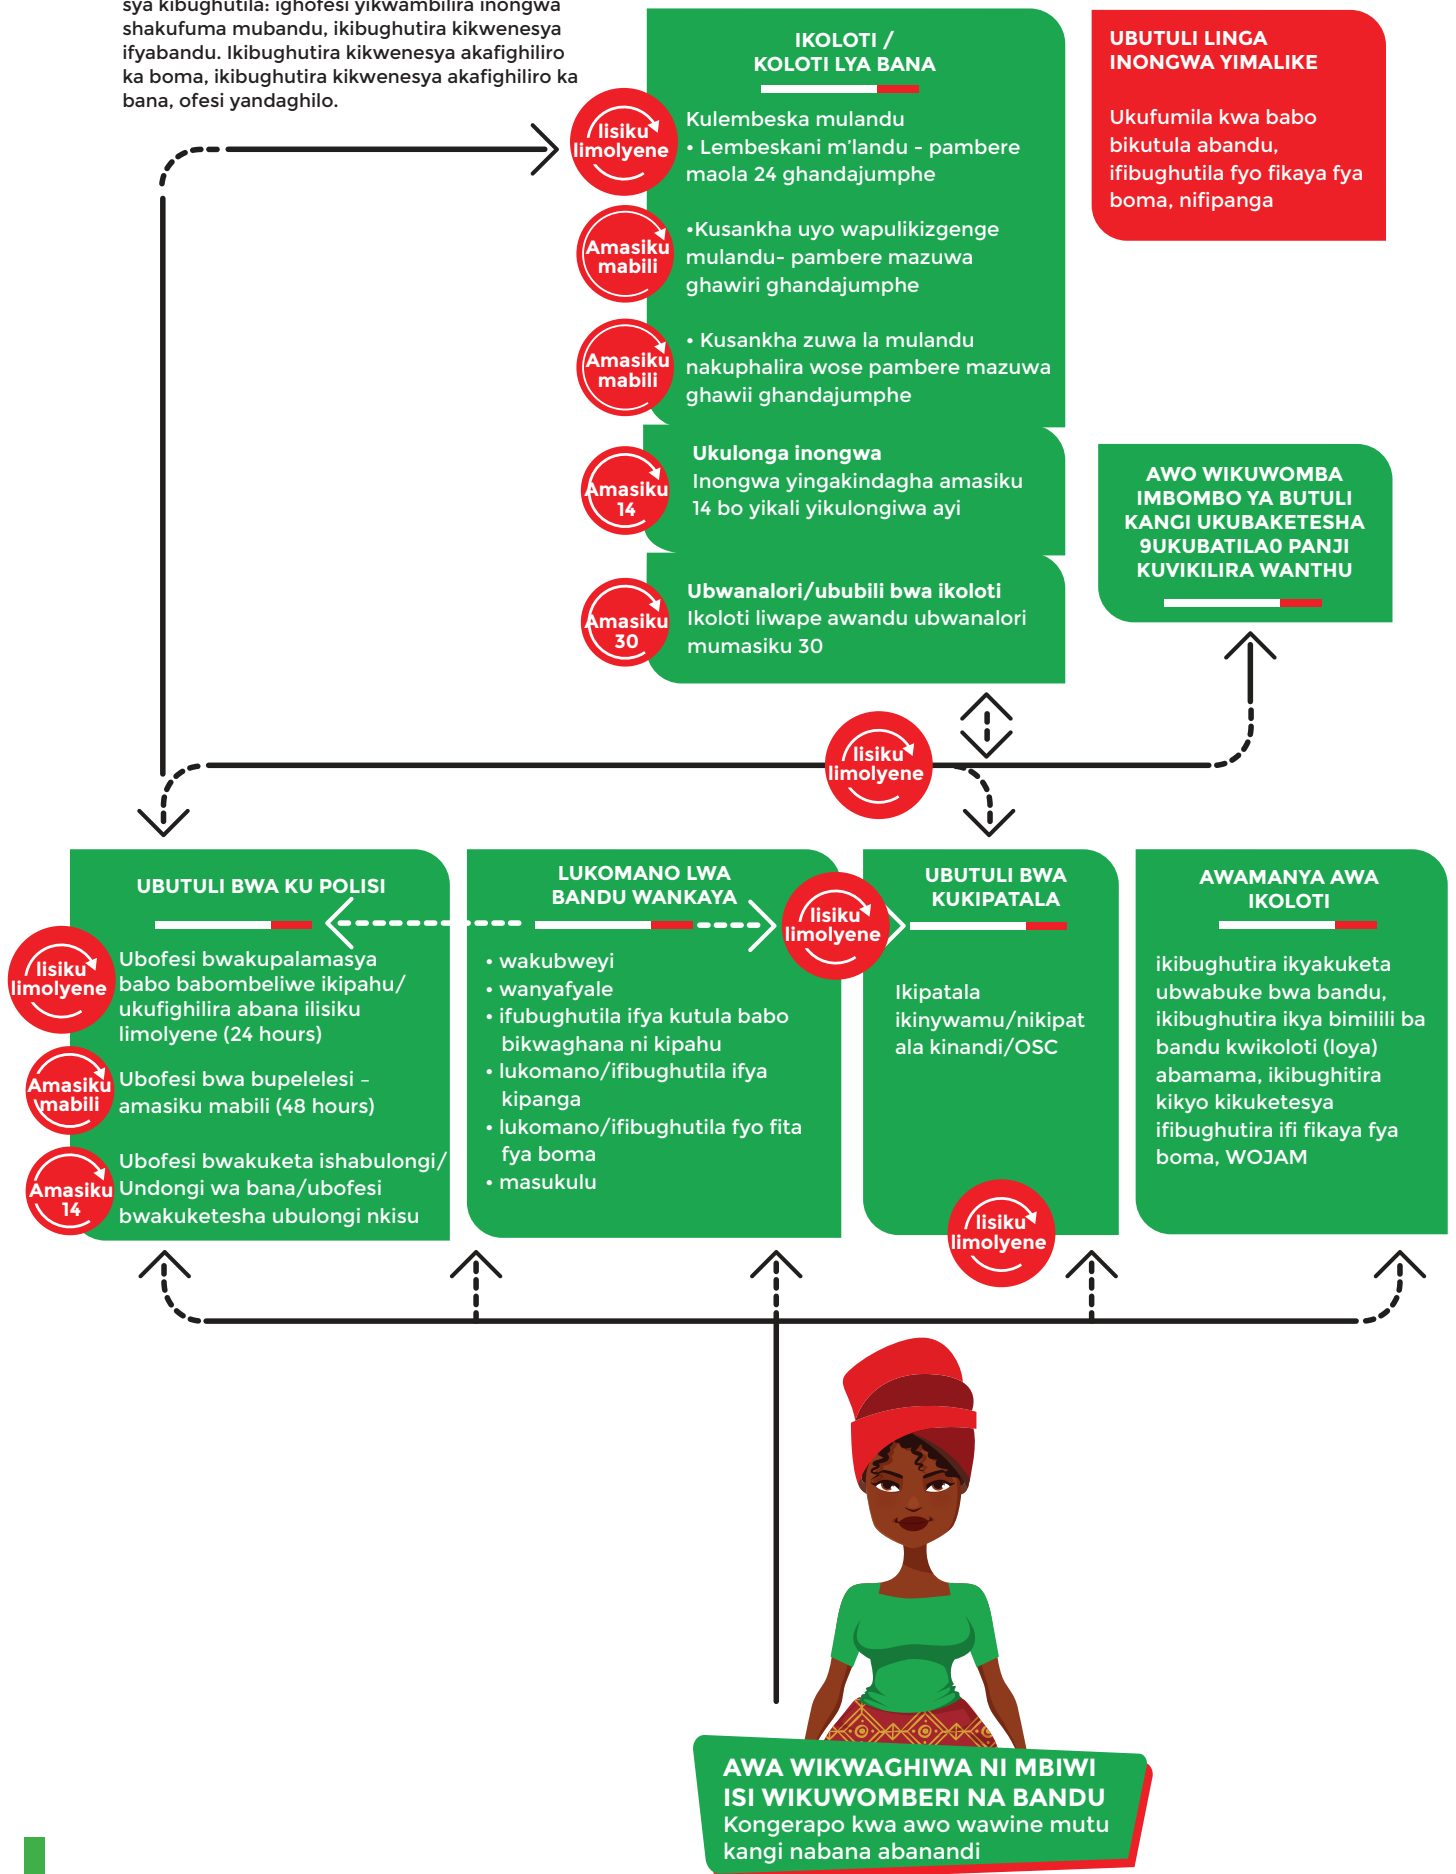 sya kibughutila: ighofesi yikwambilira inongwa
shakufuma mubandu, ikibughutira kikwenesya
ifyabandu. Ikibughutira kikwenesya akafighiliro
ka boma, ikibughutira kikwenesya akafighiliro ka
bana, ofesi yandaghilo.
IKOLOTI /
KOLOTI LYA BANA
lisiku
limolyene
Kulembeska mulandu
• Lembeskani m'landu - pambere
maola 24 ghandajumphe
Amasiku
mabili
•Kusankha uyo wapulikizgenge
mulandu- pambere mazuwa
ghawiri ghandajumphe
Amasiku
mabili
• Kusankha zuwa la mulandu
nakuphalira wose pambere mazuwa
ghawii ghandajumphe
Amasiku
14
Ukulonga inongwa
Inongwa yingakindagha amasiku
14 bo yikali yikulongiwa ayi
Amasiku
30
Ubwanalori/ububili bwa ikoloti
Ikoloti liwape awandu ubwanalori
mumasiku 30
UBUTULI LINGA
INONGWA YIMALIKE
Ukufumila kwa babo
bikutula abandu,
ifibughutila fyo fikaya fya
boma, nifipanga
AWO WIKUWOMBA
IMBOMBO YA BUTULI
KANGI UKUBAKETESHA
9UKUBATILA0 PANJI
KUVIKILIRA WANTHU
lisiku
limolyene
UBUTULI BWA KU POLISI
lisiku
limolyene
Ubofesi bwakupalamasya
babo babombeliwe ikipahu/
ukufighilira abana ilisiku
limolyene (24 hours)
Amasiku
mabili
Ubofesi bwa bupelelesi –
amasiku mabili (48 hours)
Amasiku
14
Ubofesi bwakuketa ishabulongi/
Undongi wa bana/ubofesi
bwakuketesha ubulongi nkisu
LUKOMANO LWA
BANDU WANKAYA
• wakubweyi
• wanyafyale
• ifubughutila ifya kutula babo
bikwaghana ni kipahu
• lukomano/ifibughutila ifya
kipanga
• lukomano/ifibughutila fyo fita
fya boma
• masukulu
lisiku
limolyene
UBUTULI BWA
KUKIPATALA
Ikipatala
ikinywamu/nikipat
ala kinandi/OSC
lisiku
limolyene
AWAMANYA AWA
IKOLOTI
ikibughutira ikyakuketa
ubwabuke bwa bandu,
ikibughutira ikya bimilili ba
bandu kwikoloti (loya)
abamama, ikibughitira
kikyo kikuketesya
ifibughutira ifi fikaya fya
boma, WOJAM
AWA WIKWAGHIWA NI MBIWI
ISI WIKUWOMBERI NA BANDU
Kongerapo kwa awo wawine mutu
kangi nabana abanandi